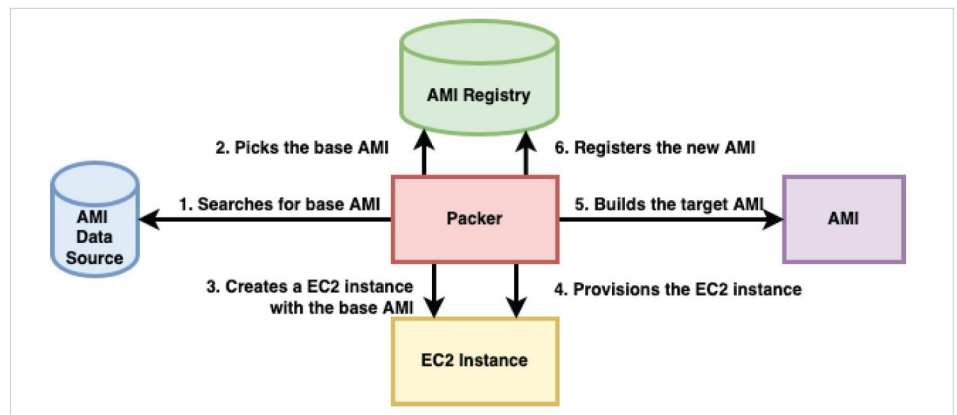 AMI Registry
2. Picks the base AMI
6. Registers the new AMI
1. Searches for base AMI
5. Builds the target AMI
AMI
Data
Source
Packer
AMI
3. Creates a EC2 instance
with the base AMI
4. Provisions the EC2 instance
EC2 Instance